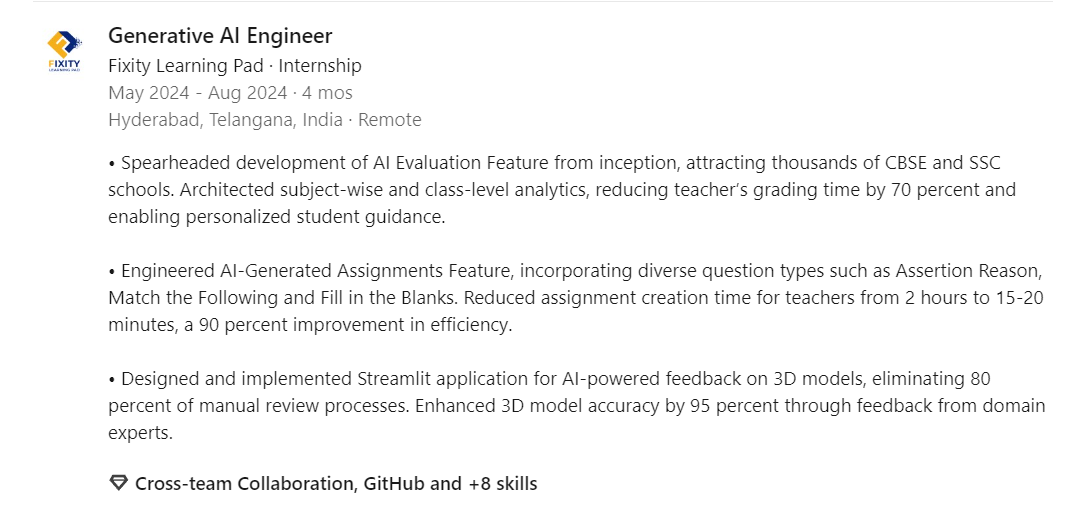 FIXITY
LEARNING PAD
Generative AI Engineer
Fixity Learning Pad · Internship
May 2024 - Aug 2024 · 4 mos
Hyderabad, Telangana, India · Remote
• Spearheaded development of AI Evaluation Feature from inception, attracting thousands of CBSE and SSC
schools. Architected subject-wise and class-level analytics, reducing teacher’s grading time by 70 percent and
enabling personalized student guidance.
• Engineered AI-Generated Assignments Feature, incorporating diverse question types such as Assertion Reason,
Match the Following and Fill in the Blanks. Reduced assignment creation time for teachers from 2 hours to 15-20
minutes, a 90 percent improvement in efficiency.
• Designed and implemented Streamlit application for AI-powered feedback on 3D models, eliminating 80
percent of manual review processes. Enhanced 3D model accuracy by 95 percent through feedback from domain
experts.
Cross-team Collaboration, GitHub and +8 skills